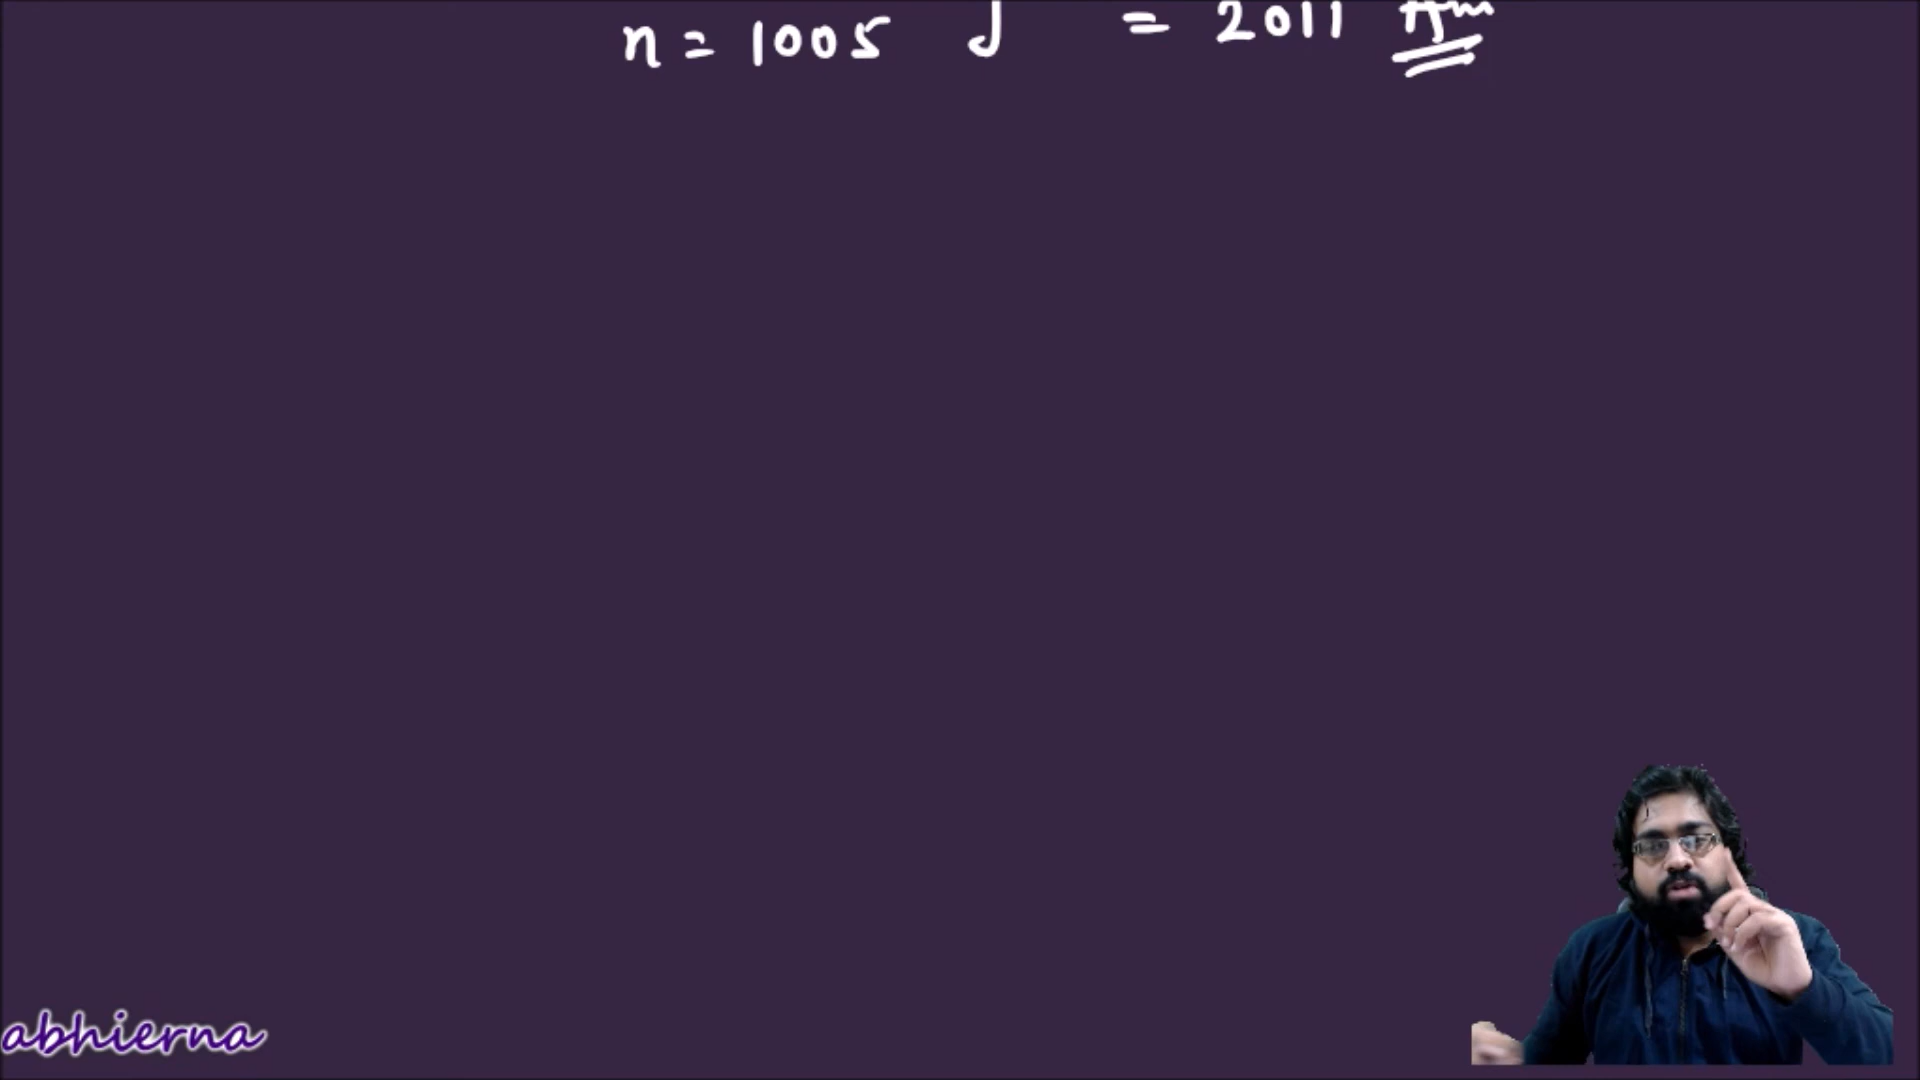 n = 1005 = 2011
abhierna